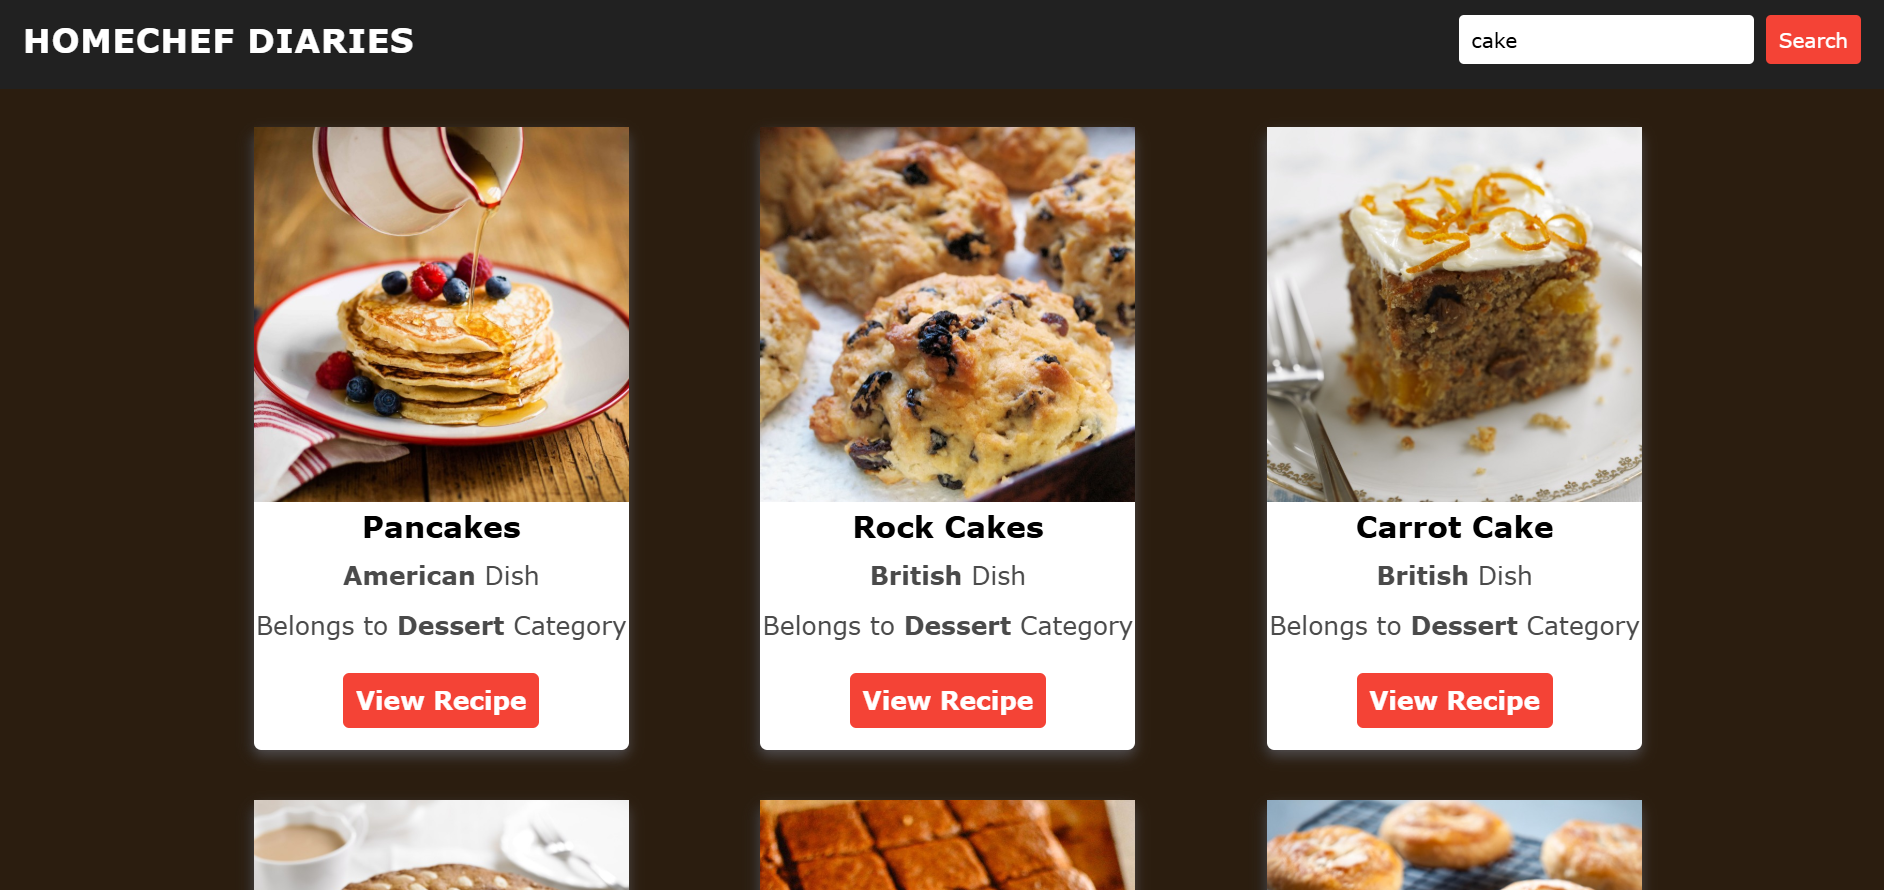 HOMECHEF DIARIES
cake
Search
Pancakes
American Dish
Belongs to Dessert Category
View Recipe
Rock Cakes
British Dish
Belongs to Dessert Category
View Recipe
Carrot Cake
British Dish
Belongs to Dessert Category
View Recipe